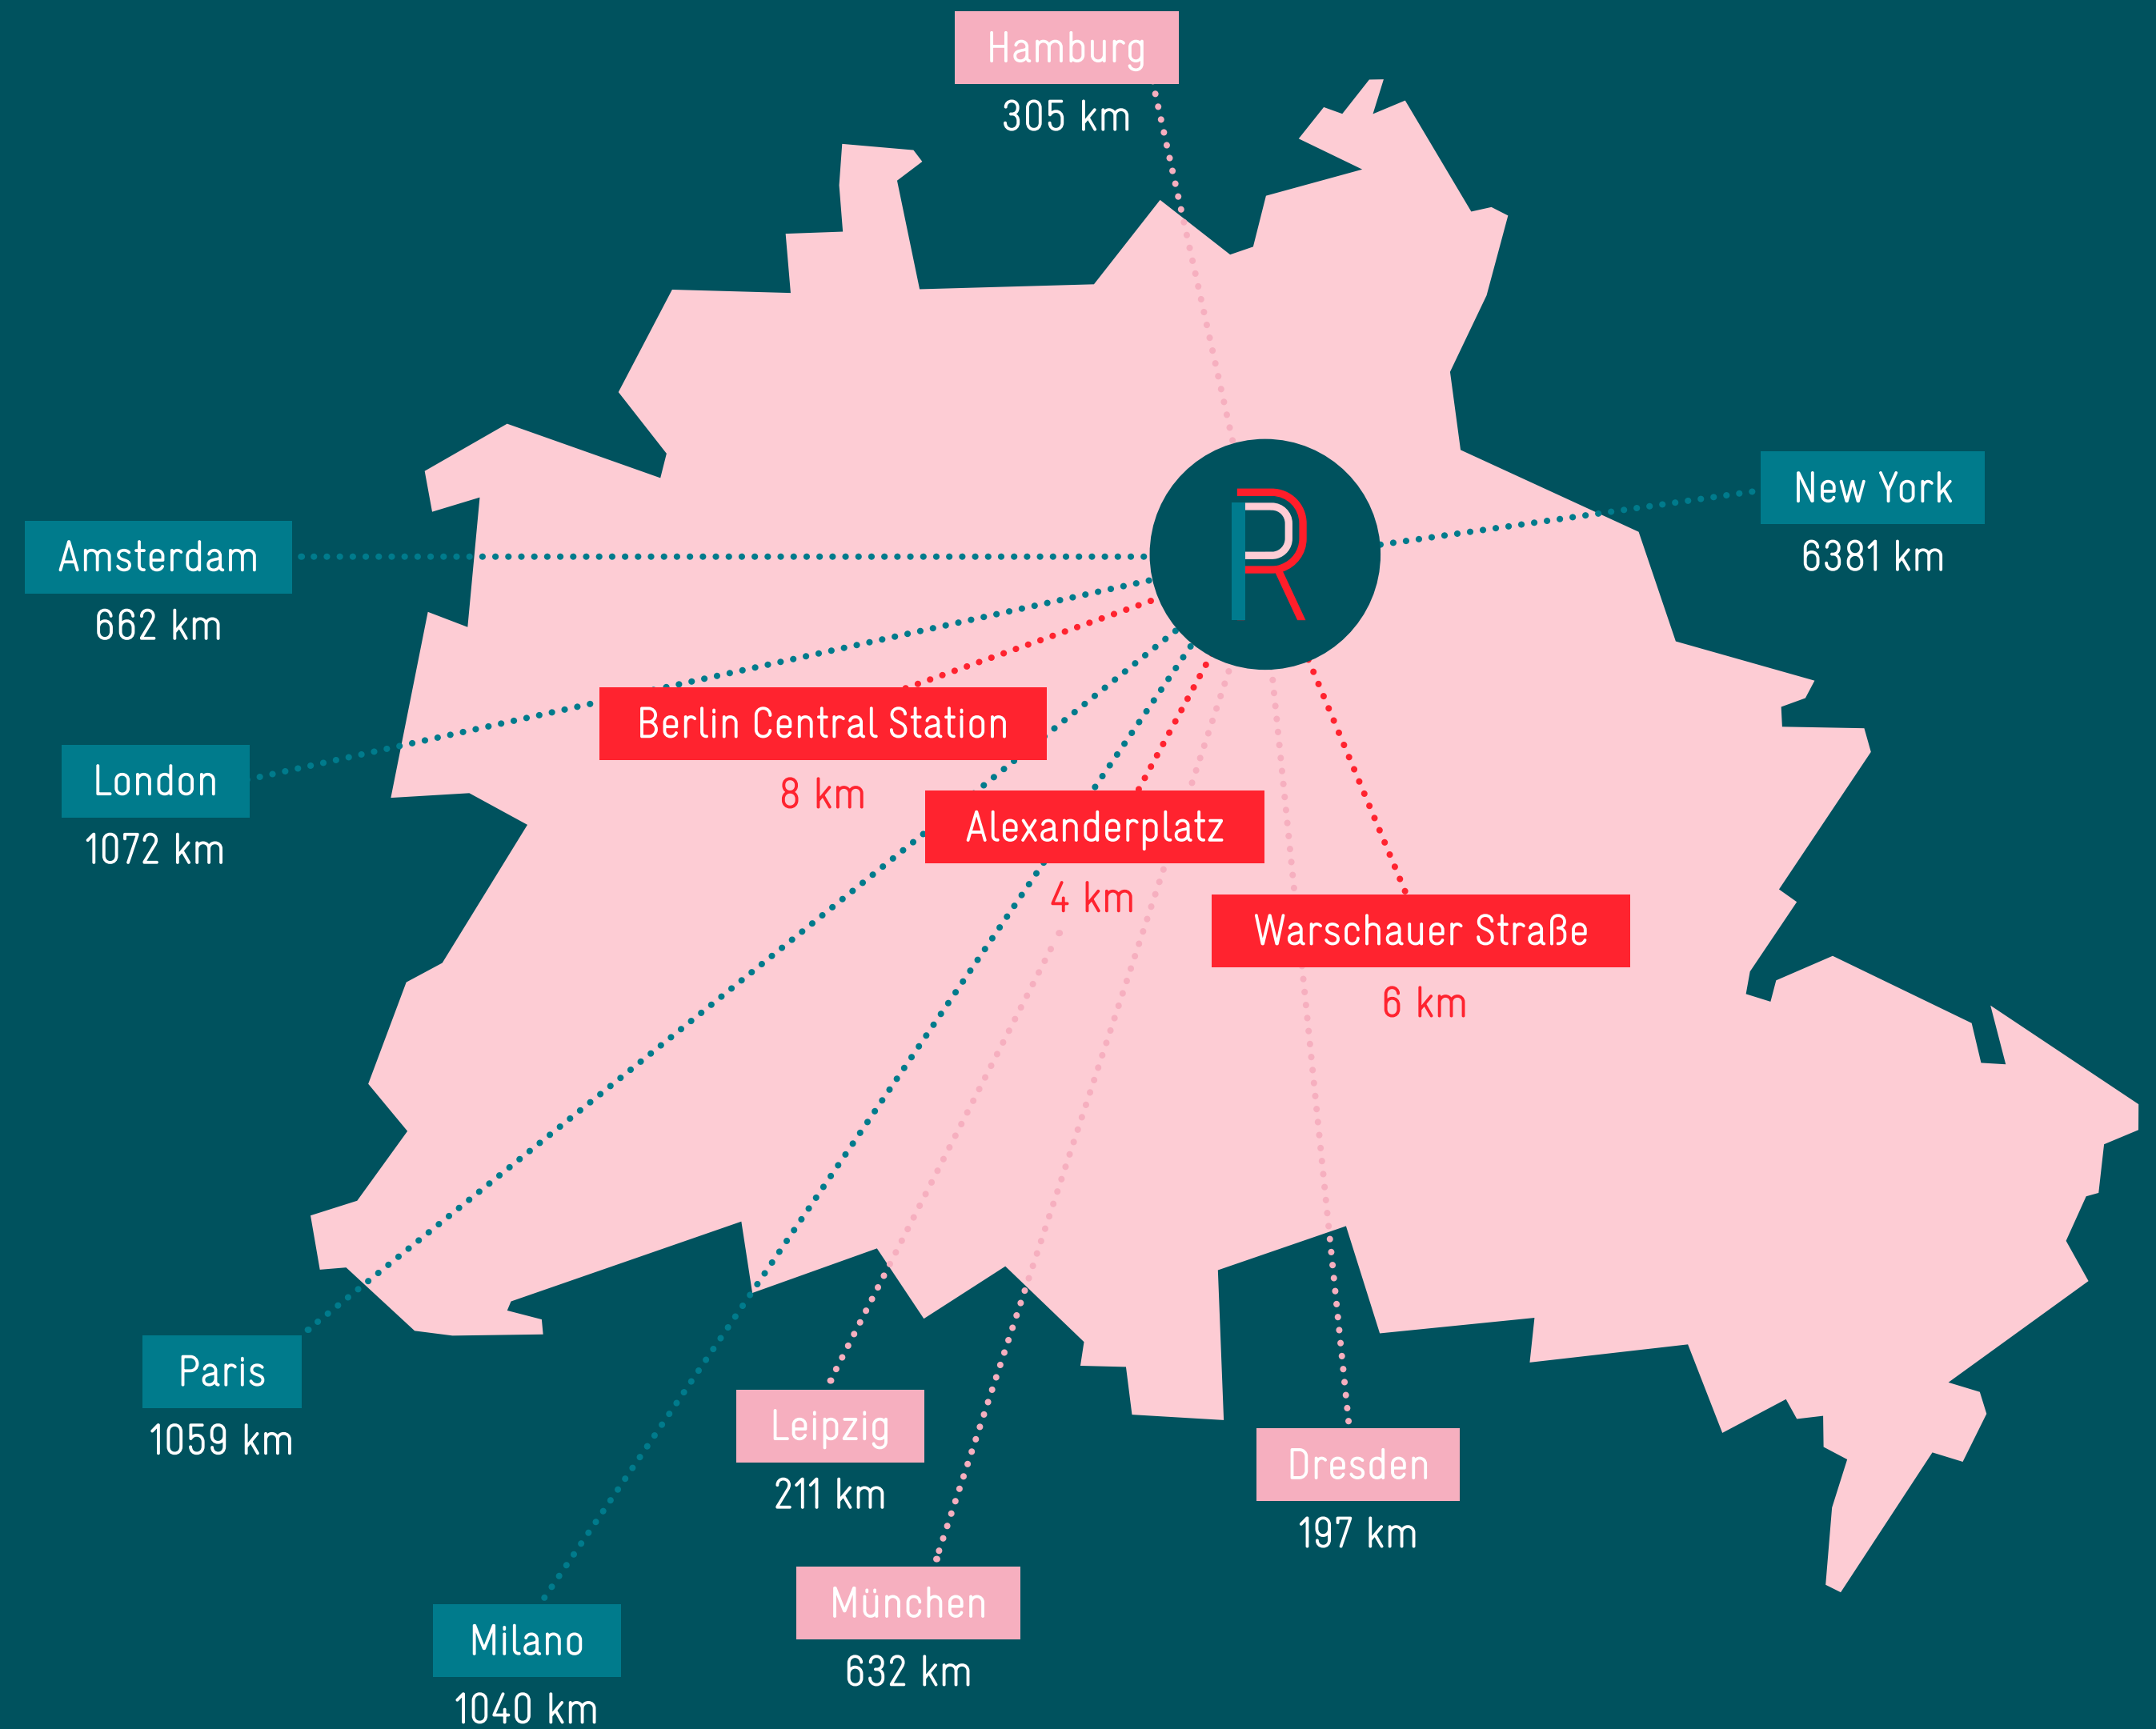 Hamburg
305 km
New York
6381 km
Amsterdam
662 km
R
Berlin Central Station
8 km
London
1072 km
Alexanderplatz
4 km
Warschauer Straße
6 km
Paris
1059 km
Leipzig
211 km
Dresden
197 km
München
632 km
Milano
1040 km